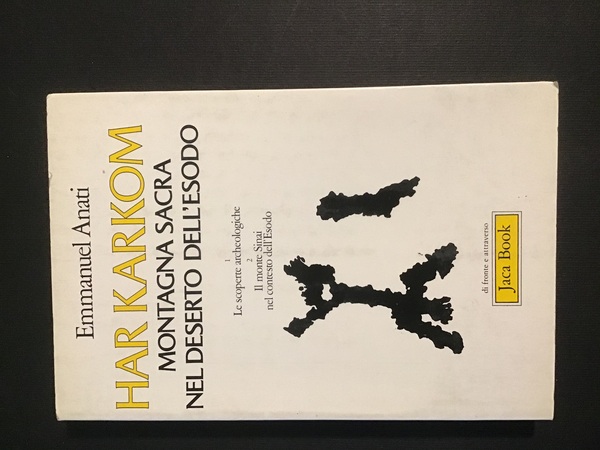 Emmanuel Anati
HAR KARKOM
MONTAGNA SACRA
NEL DESERTO DELL'ESODO
1
Le scoperte archeologiche
2
Il monte Sinai
nel contesto dell'Esodo
di fronte e attraverso
Jaca Book